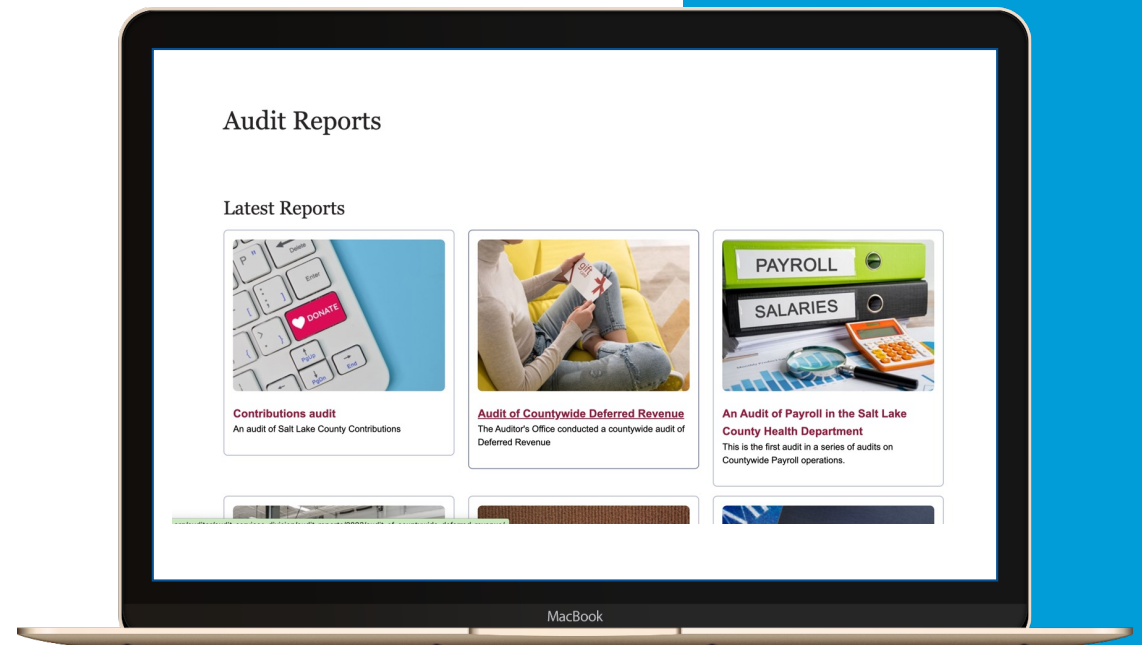 Audit Reports
Latest Reports
P
"
Delete
Enter
DONATE
PgUp
PgDn
End
Contributions audit
An audit of Salt Lake County Contributions
gift
Audit of Countywide Deferred Revenue
The Auditor's Office conducted a countywide audit of
Deferred Revenue
PAYROLL
SALARIES
An Audit of Payroll in the Salt Lake
County Health Department
This is the first audit in a series of audits on
Countywide Payroll operations.
MacBook